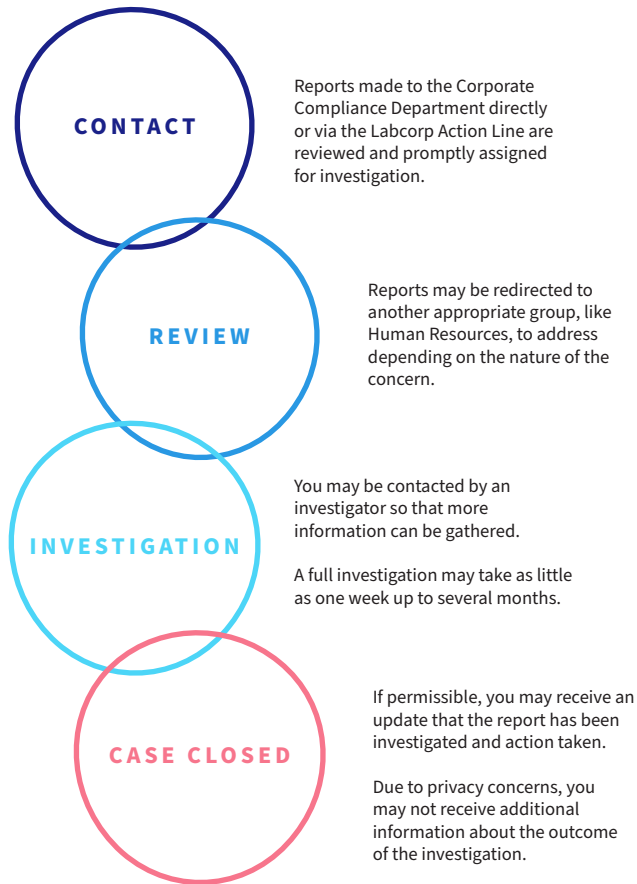 CONTACT
Reports made to the Corporate
Compliance Department directly
or via the Labcorp Action Line are
reviewed and promptly assigned
for investigation.
REVIEW
Reports may be redirected to
another appropriate group, like
Human Resources, to address
depending on the nature of the
concern.
INVESTIGATION
You may be contacted by an
investigator so that more
information can be gathered.
A full investigation may take as little
as one week up to several months.
CASE CLOSED
If permissible, you may receive an
update that the report has been
investigated and action taken.
Due to privacy concerns, you
may not receive additional
information about the outcome
of the investigation.